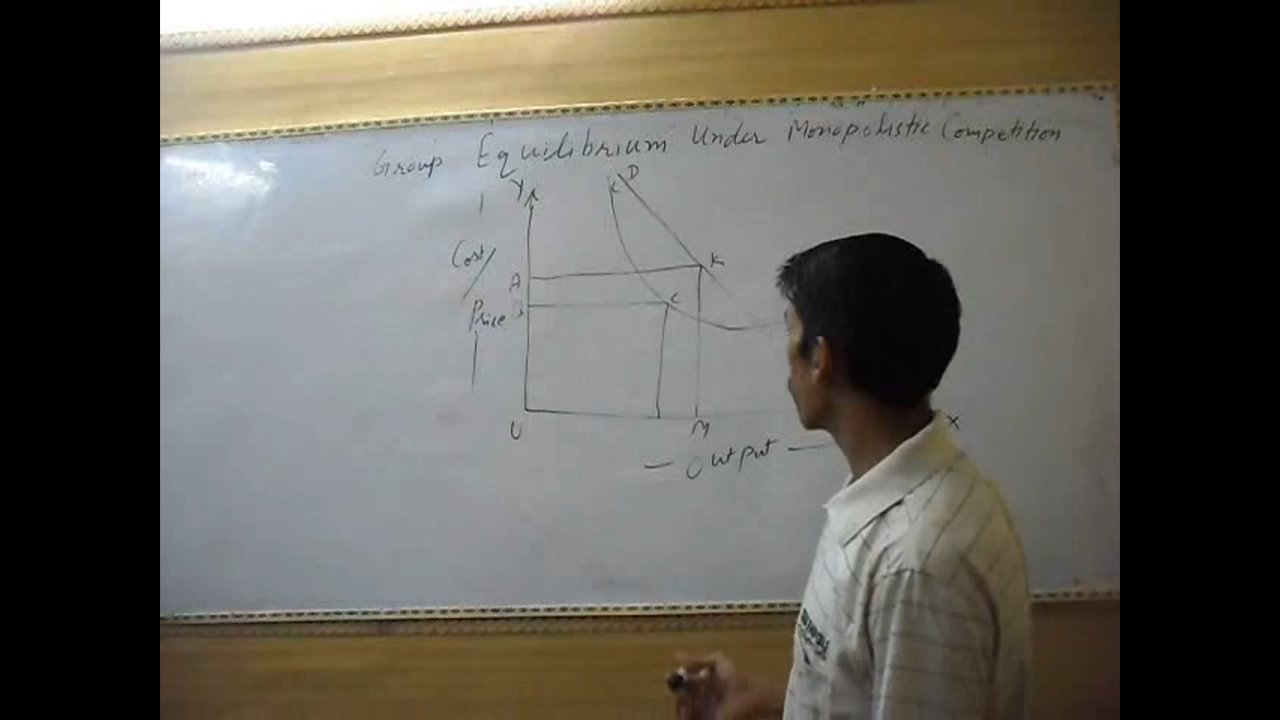 Group Equilibrium Under Monopolistic Competition
Y
D
Cost/
K
A
C
Price
M
X
Output